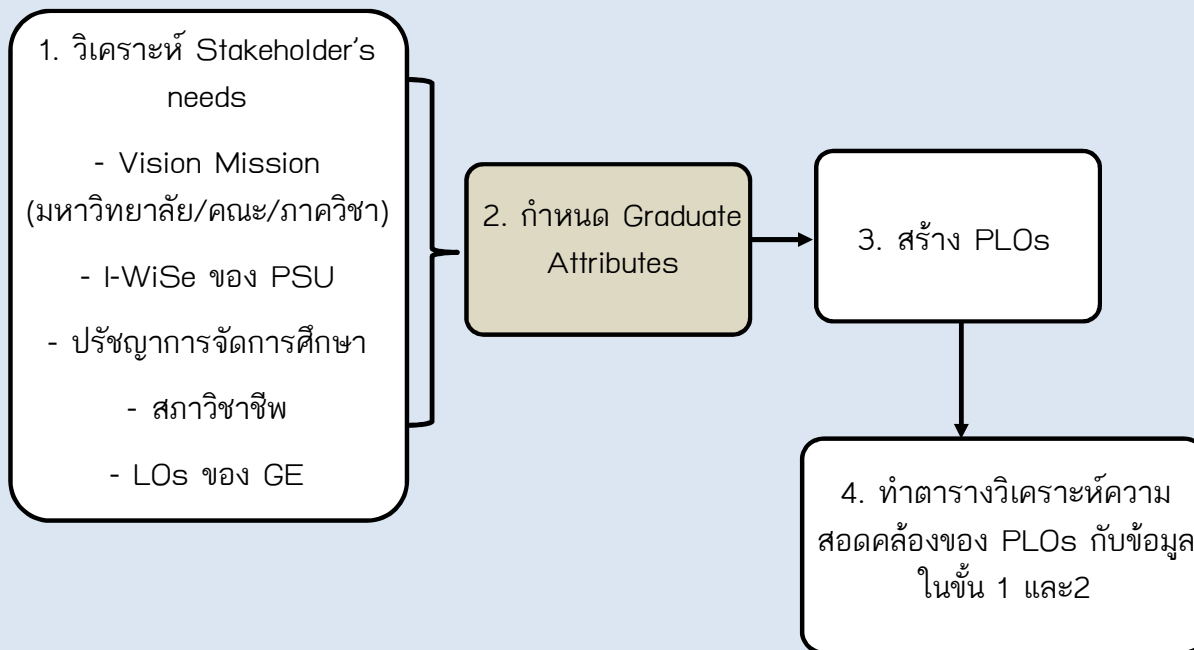 1. วิเคราะห์ Stakeholder's
needs
- Vision Mission
(มหาวิทยาลัย/คณะ/ภาควิชา)
- I-WiSe ของ PSU
- ปรัชญาการจัดการศึกษา
- สภาวิชาชีพ
- LOs ของ GE
2. กำหนด Graduate
Attributes
3. สร้าง PLOs
4. ทำตารางวิเคราะห์ความ
สอดคล้องของ PLOs กับข้อมูล
ในขั้น 1 และ2